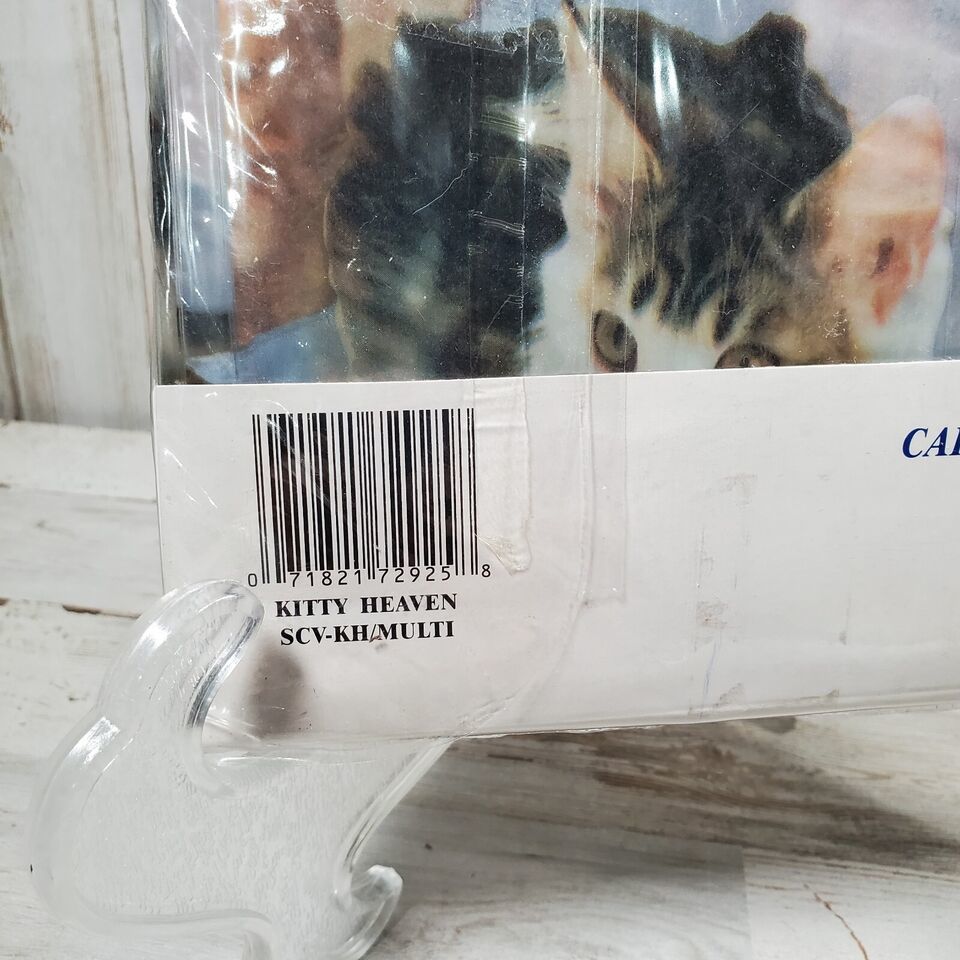 0 71821 72925 8
KITTY HEAVEN
SCV-KH/MULTI